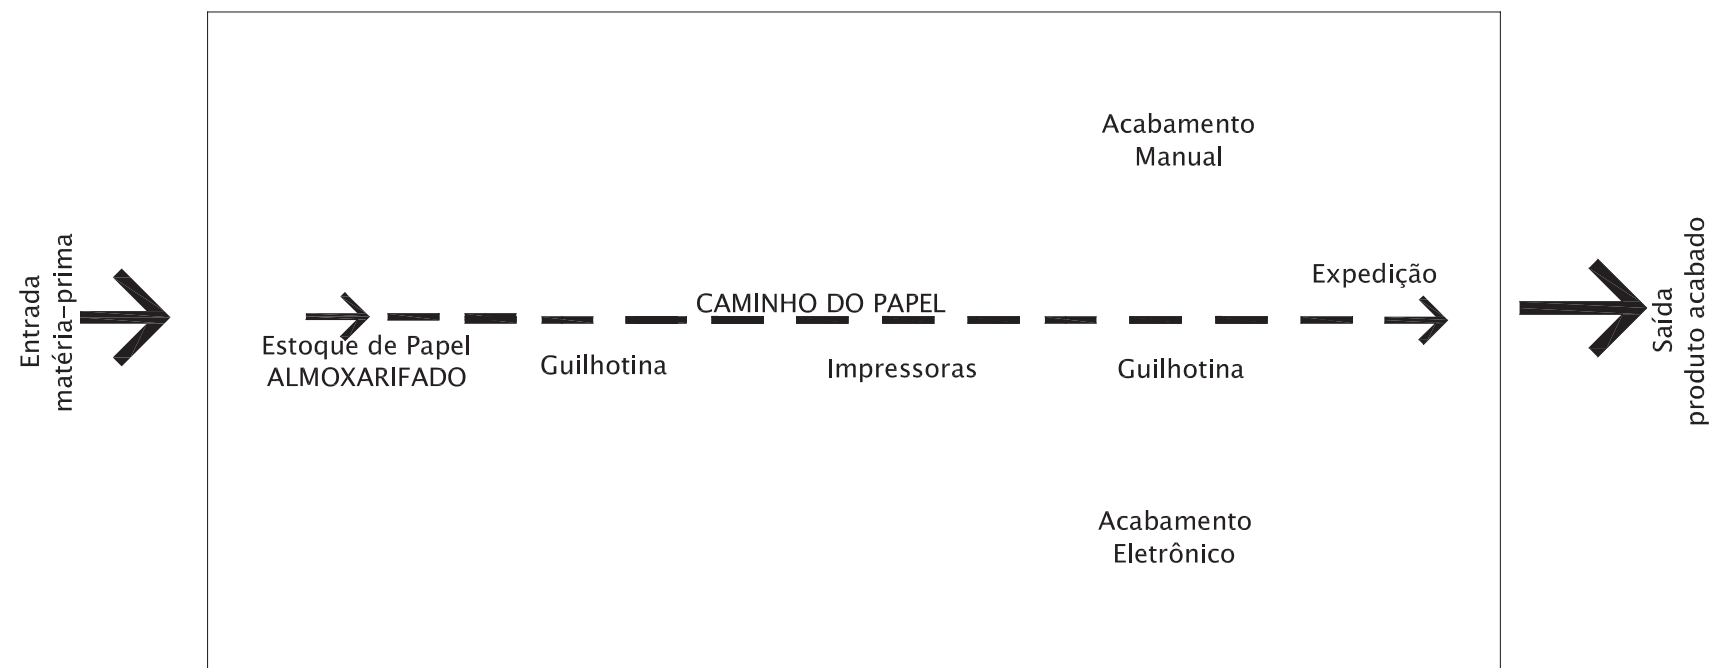 Entrada
matéria-prima
Acabamento
Manual
Expedição
CAMINHO DO PAPEL
Estoque de Papel
ALMOXARIFADO
Guilhotina
Impressoras
Guilhotina
Acabamento
Eletrônico
Saída
produto acabado